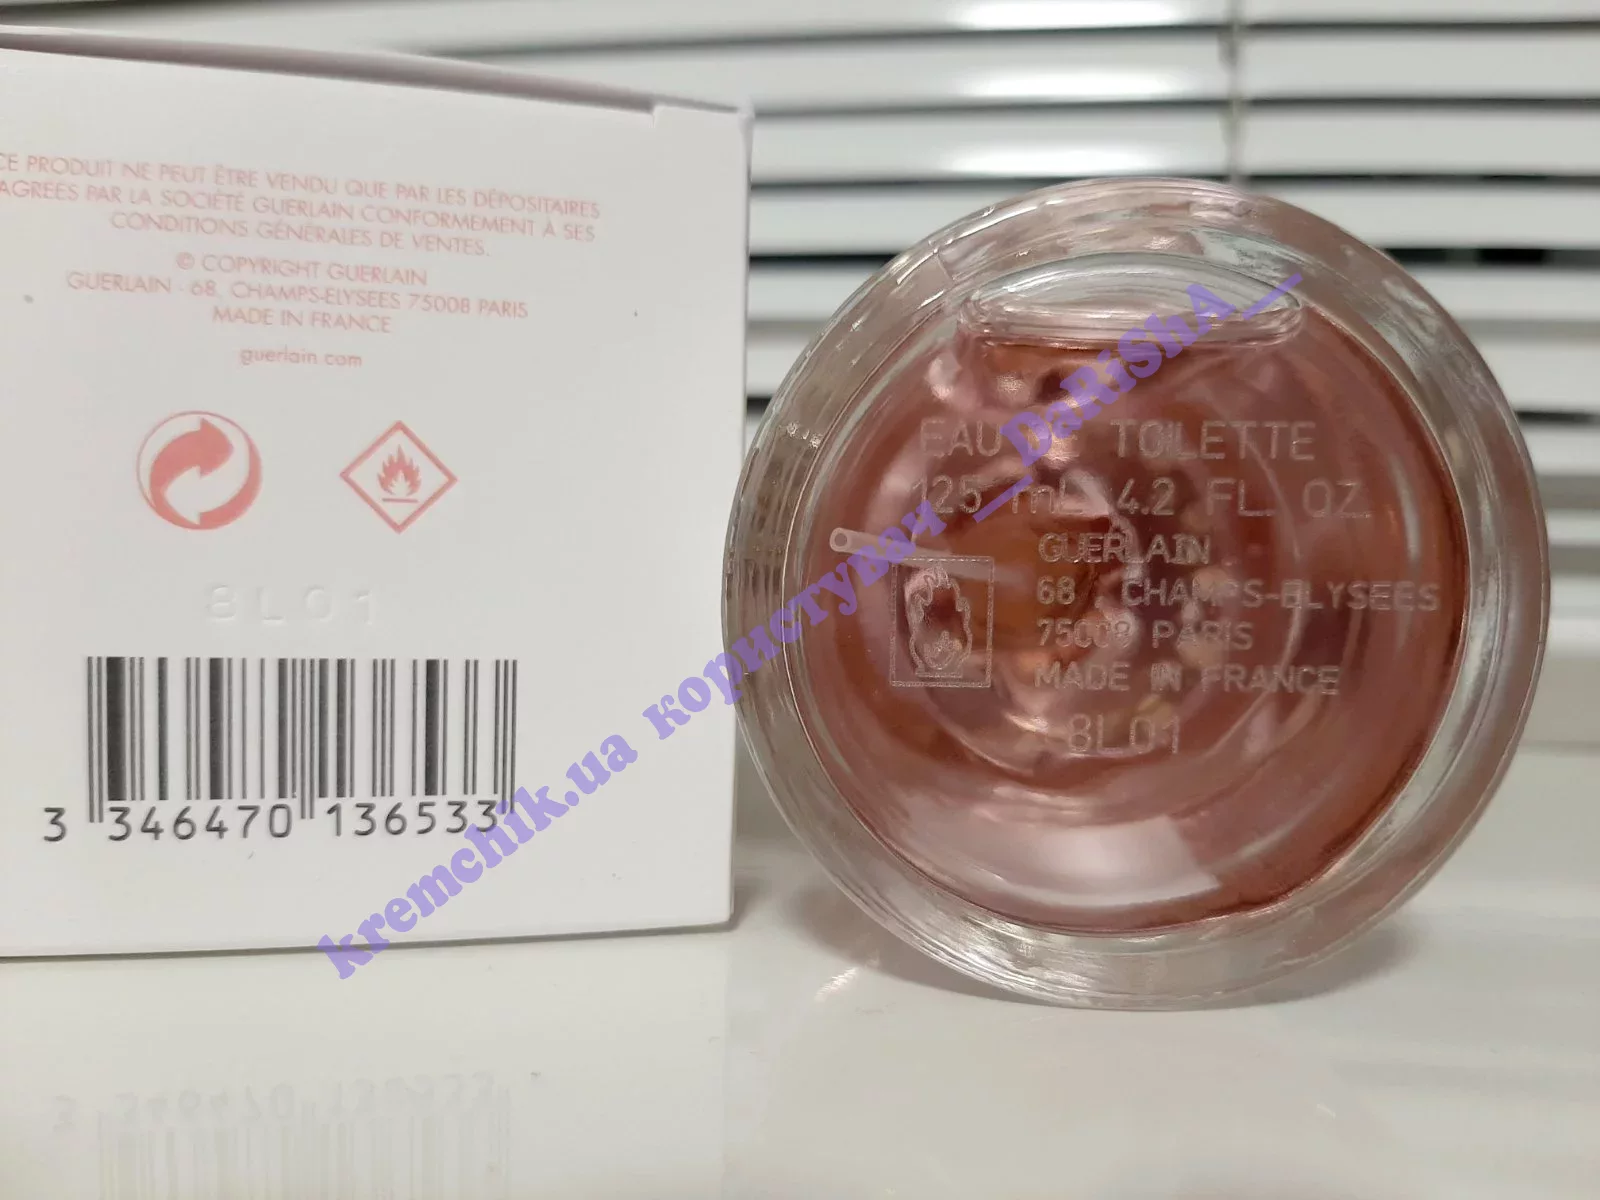 CE PRODUIT NE PEUT ÊTRE VENDU QUE PAR LES DÉPOSITAIRES
AGRÉÉS PAR LA SOCIÉTÉ GUERLAIN CONFORMEMENT À SES
CONDITIONS GÉNÉRALES DE VENTES.
© COPYRIGHT GUERLAIN
GUERLAIN - 68, CHAMPS-ELYSEES 75008 PARIS
MADE IN FRANCE
guerlain.com
8L01
3 346470 136533
EAU DE TOILETTE
125 mL 4.2 FL. OZ.
GUERLAIN
68, CHAMPS-ELYSEES
75008 PARIS
MADE IN FRANCE
8L01
kremchik.ua користувач __DaRiShA__